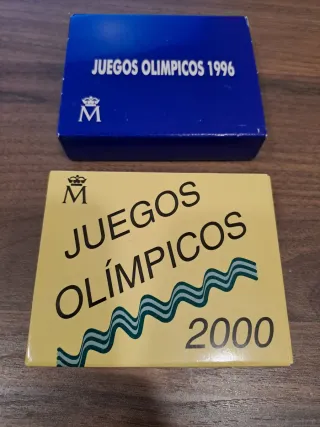 JUEGOS OLIMPICOS 1996
M
M
JUEGOS
OLÍMPICOS
2000